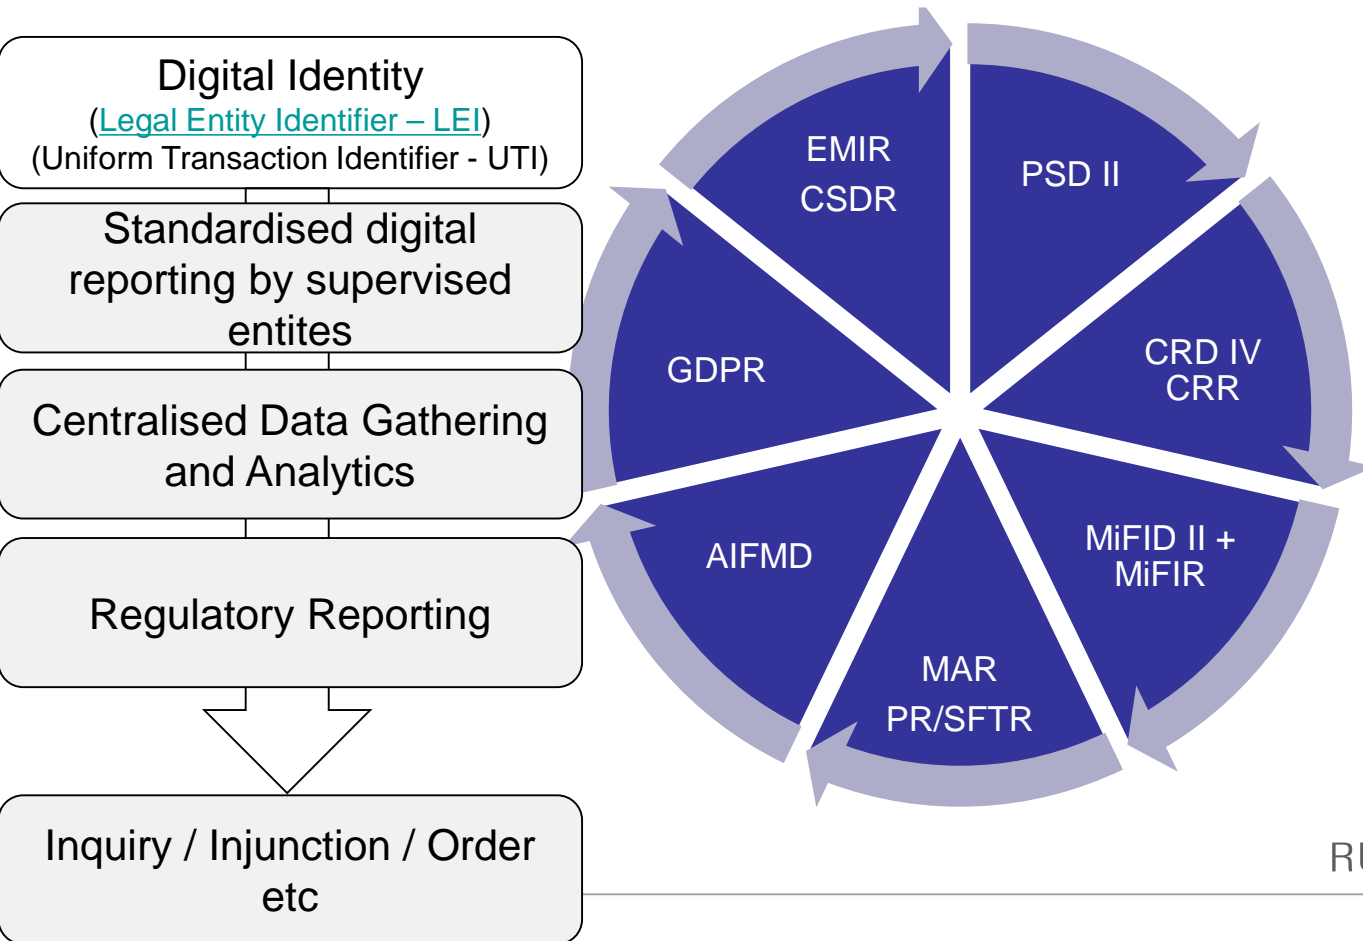 Digital Identity
(Legal Entity Identifier – LEI)
(Uniform Transaction Identifier - UTI)
Standardised digital
reporting by supervised
entites
Centralised Data Gathering
and Analytics
Regulatory Reporting
Inquiry / Injunction / Order
etc
EMIR
CSDR
PSD II
CRD IV
CRR
MiFID II +
MiFIR
MAR
PR/SFTR
AIFMD
GDPR